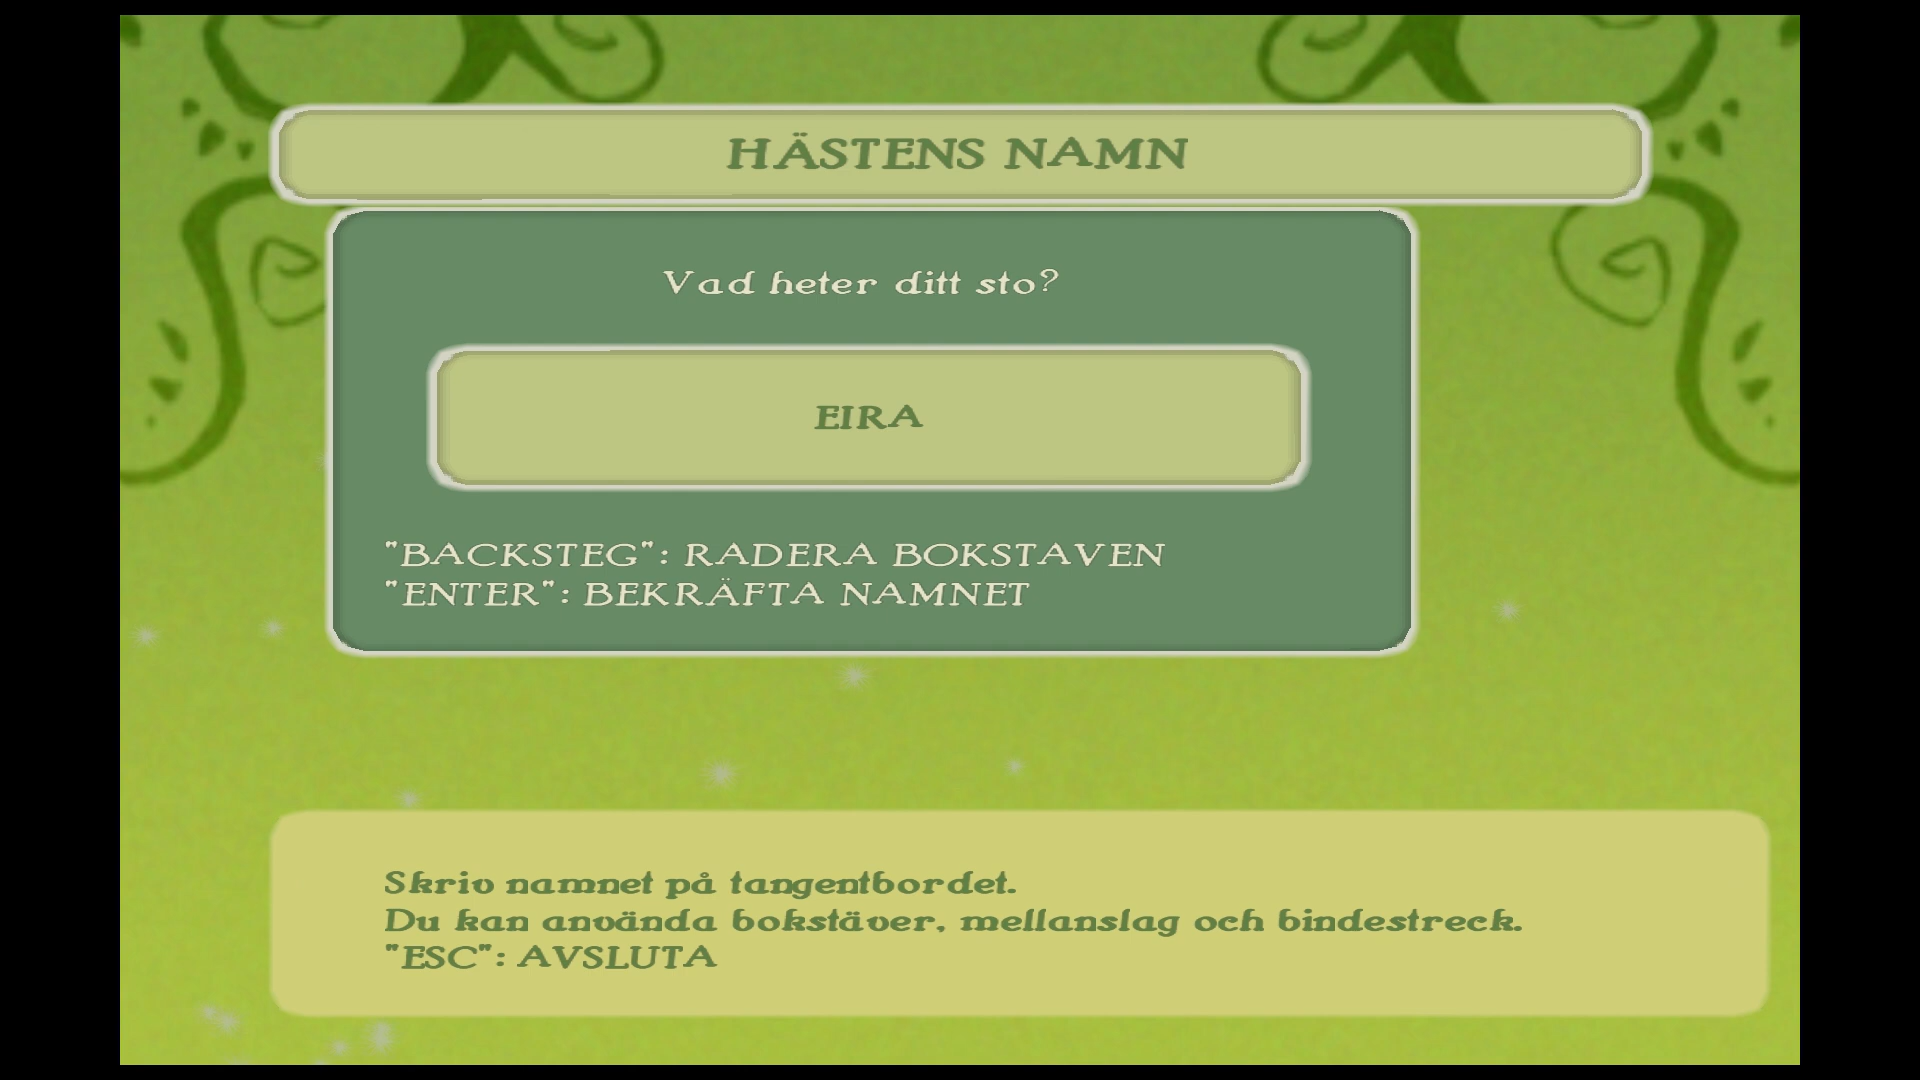 HÄSTENS NAMN
Vad heter ditt sto?
EIRA
"BACKSTEG": RADERA BOKSTAVEN
"ENTER": BEKRÄFTA NAMNET
Skriv namnet på tangentbordet.
Du kan använda bokstäver, mellanslag och bindestreck.
"ESC": AVSLUTA